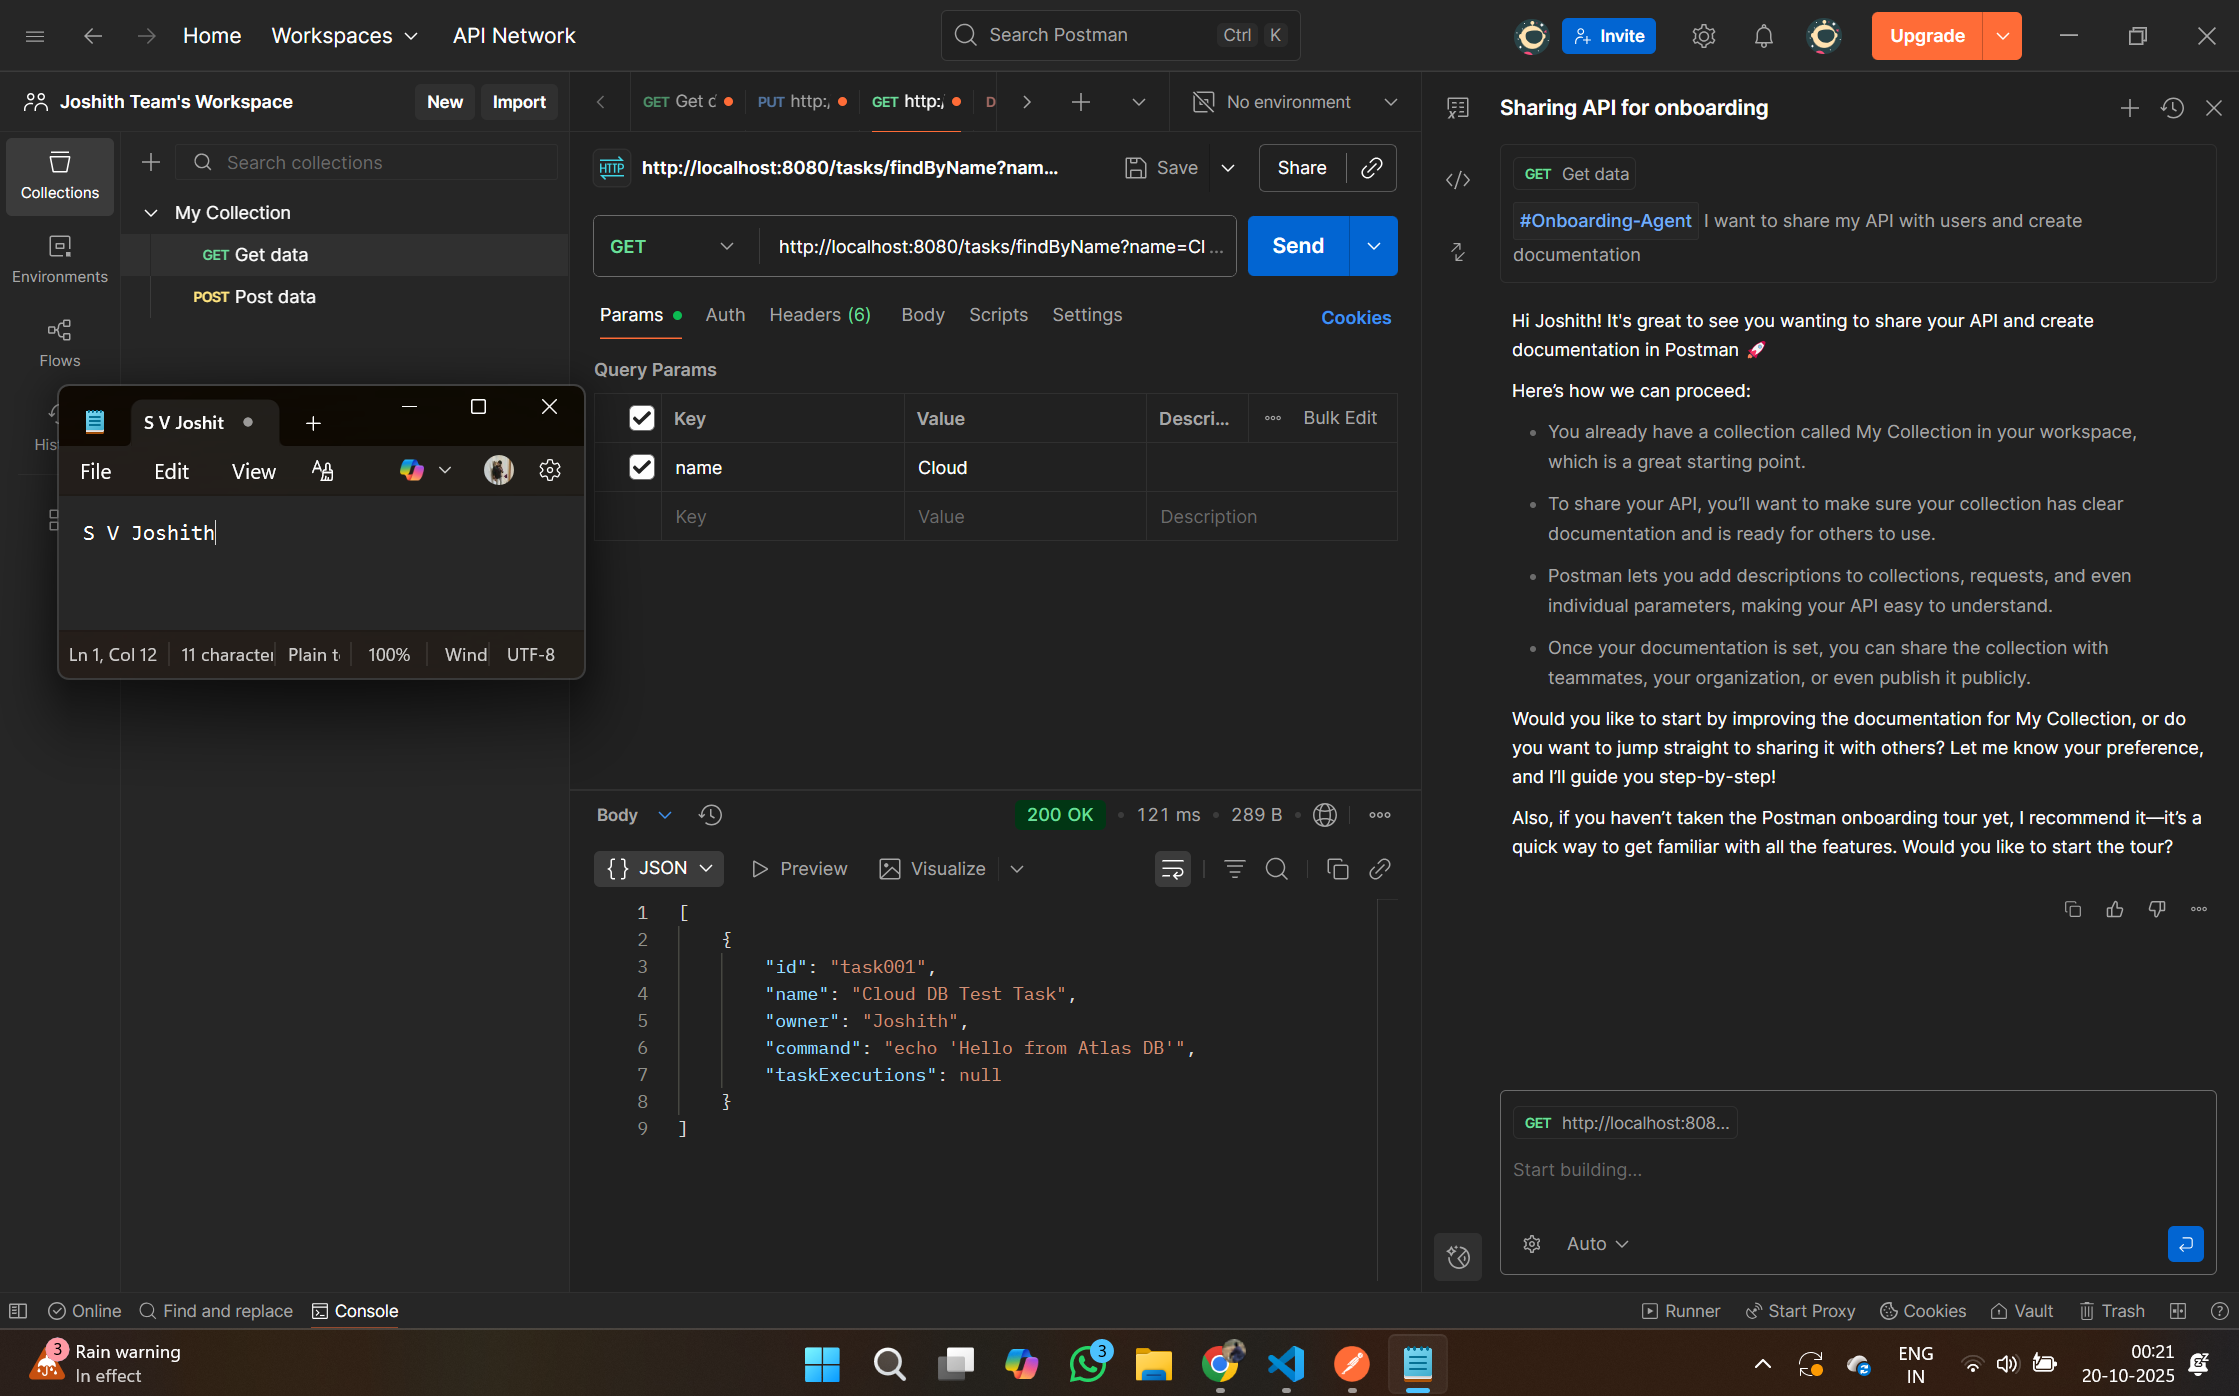 Home
Workspaces
API Network
Search Postman
Ctrl K
Invite
Upgrade
Joshith Team's Workspace
New
Import
GET Get
PUT http:
GET http:
D
No environment
Sharing API for onboarding
Collections
Environments
Flows
Search collections
My Collection
GET Get data
POST Post data
http://localhost:8080/tasks/findByName?nam...
Save
Share
GET
http://localhost:8080/tasks/findByName?name=Cl ...
Send
Params
Auth
Headers (6)
Body
Scripts
Settings
Cookies
Query Params
Key Value Descri... Bulk Edit
name Cloud
Key Value Description
S V Joshit
File Edit View
S V Joshith
Ln 1, Col 12
11 character
Plain t
100%
Wind
UTF-8
Body
200 OK • 121 ms • 289 B
{} JSON
Preview
Visualize
1 [
2 {
3 "id": "task001",
4 "name": "Cloud DB Test Task",
5 "owner": "Joshith",
6 "command": "echo 'Hello from Atlas DB'",
7 "taskExecutions": null
8 }
9 ]
GET Get data
#Onboarding-Agent I want to share my API with users and create
documentation
Hi Joshith! It's great to see you wanting to share your API and create
documentation in Postman 🚀
Here's how we can proceed:
• You already have a collection called My Collection in your workspace,
which is a great starting point.
• To share your API, you'll want to make sure your collection has clear
documentation and is ready for others to use.
• Postman lets you add descriptions to collections, requests, and even
individual parameters, making your API easy to understand.
• Once your documentation is set, you can share the collection with
teammates, your organization, or even publish it publicly.
Would you like to start by improving the documentation for My Collection, or do
you want to jump straight to sharing it with others? Let me know your preference,
and I'll guide you step-by-step!
Also, if you haven't taken the Postman onboarding tour yet, I recommend it—it's a
quick way to get familiar with all the features. Would you like to start the tour?
GET http://localhost:808...
Start building...
Auto
Online
Find and replace
Console
Runner
Start Proxy
Cookies
Vault
Trash
3
Rain warning
In effect
3
ENG
IN
00:21
20-10-2025